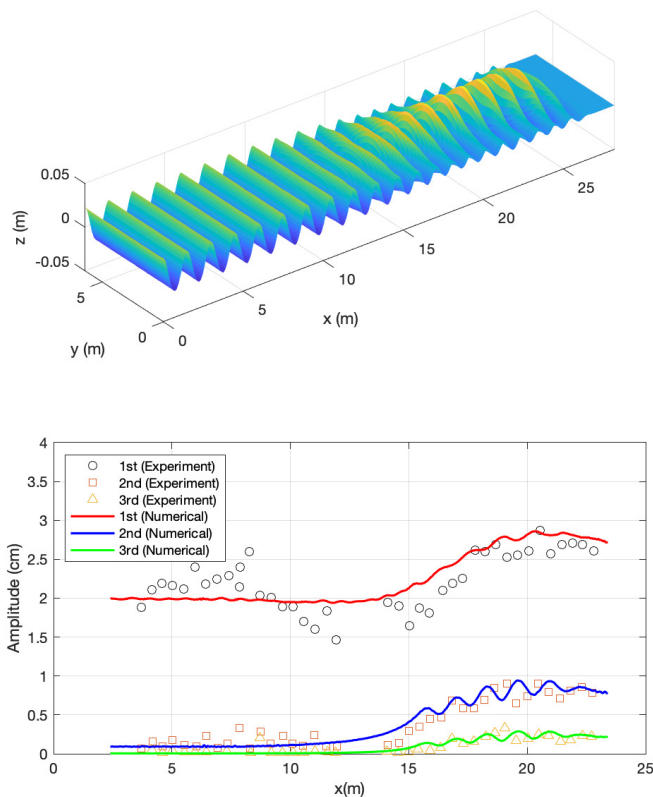 0.05
0
-0.05
z (m)
5
0
y (m)
0
5
10
15
20
25
x (m)
4
3.5
3
2.5
2
1.5
1
0.5
0
Amplitude (cm)
1st (Experiment)
2nd (Experiment)
3rd (Experiment)
1st (Numerical)
2nd (Numerical)
3rd (Numerical)
0 5 10 15 20 25
x(m)